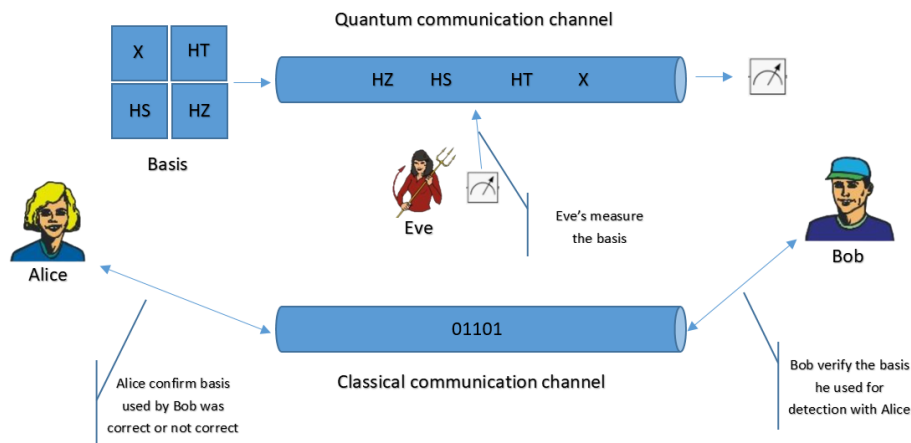 Quantum communication channel
X HT
HS HZ
Basis
HZ HS HT X
Eve
Eve's measure
the basis
Alice
Bob
01101
Classical communication channel
Alice confirm basis
used by Bob was
correct or not correct
Bob verify the basis
he used for
detection with Alice